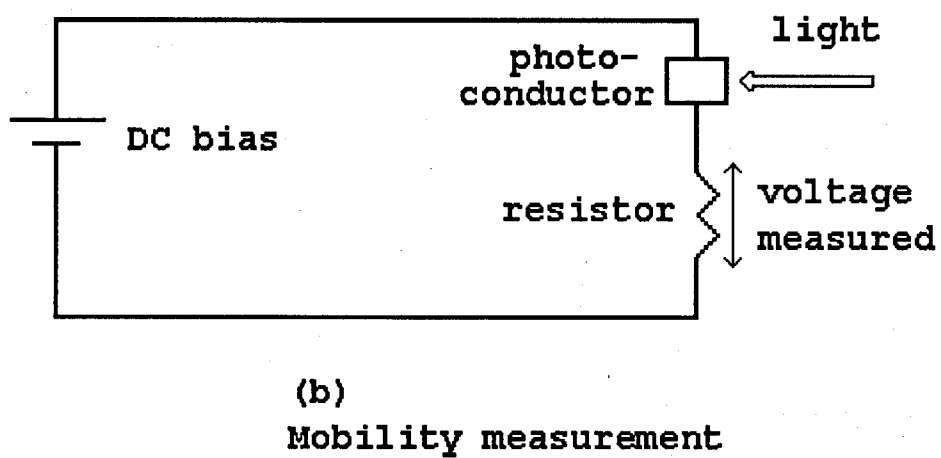 light
photo-
conductor
DC bias
resistor
voltage
measured
(b)
Mobility measurement